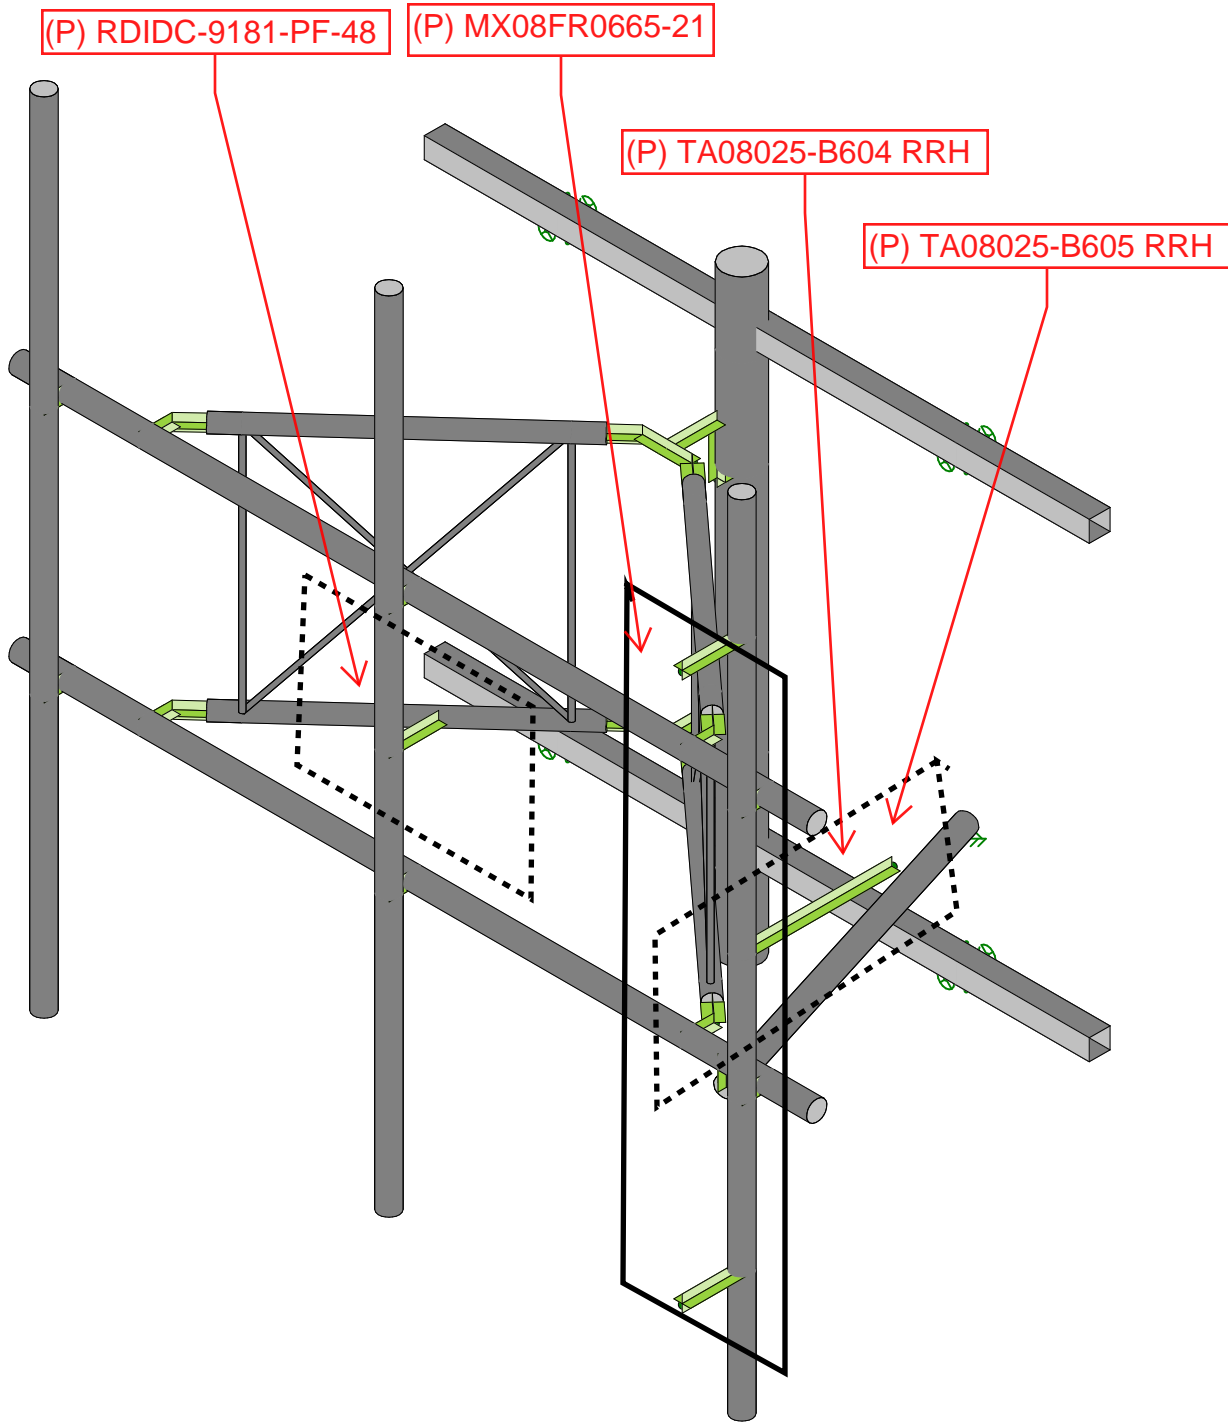 (P) RDIDC-9181-PF-48
(P) MX08FR0665-21
(P) TA08025-B604 RRH
(P) TA08025-B605 RRH